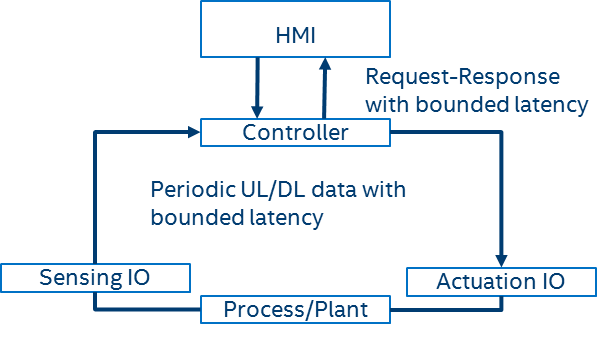 HMI
Request-Response
with bounded latency
Controller
Periodic UL/DL data with
bounded latency
Sensing IO
Actuation IO
Process/Plant